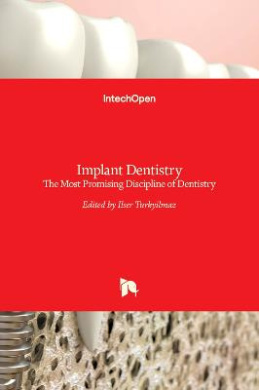 IntechOpen
Implant Dentistry
The Most Promising Discipline of Dentistry
Edited by Ilser Turkyilmaz